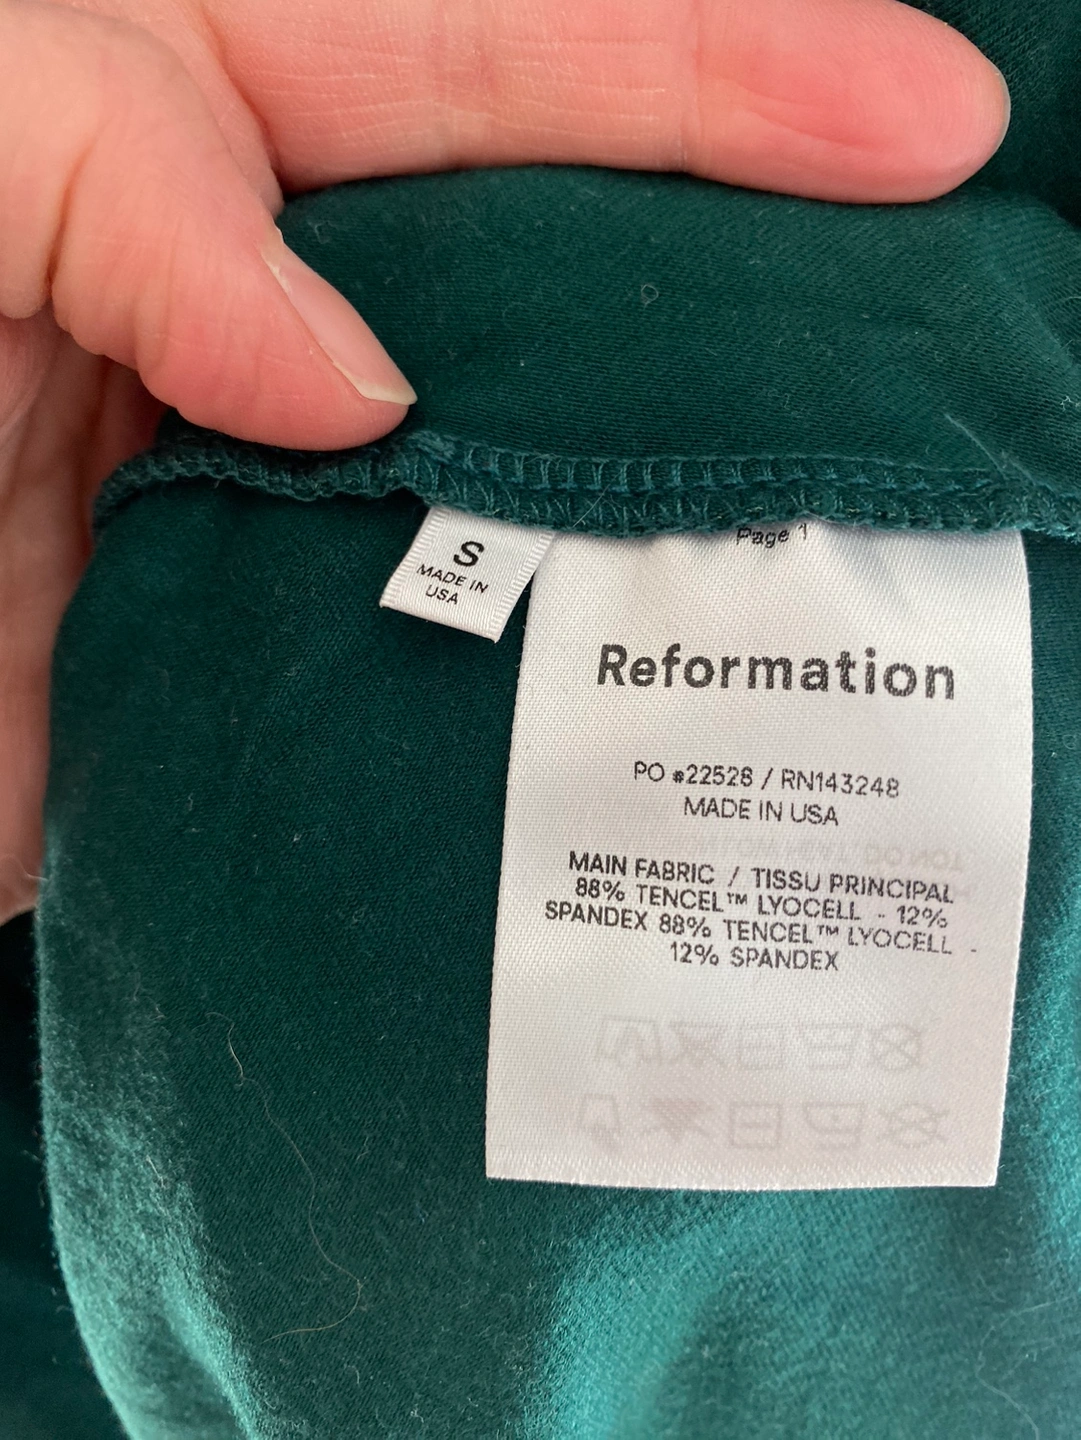 S
MADE IN
USA
Page 1
Reformation
PO #22528 / RN143248
MADE IN USA
MAIN FABRIC / TISSU PRINCIPAL
88% TENCEL™ LYOCELL - 12%
SPANDEX 88% TENCEL™ LYOCELL -
12% SPANDEX